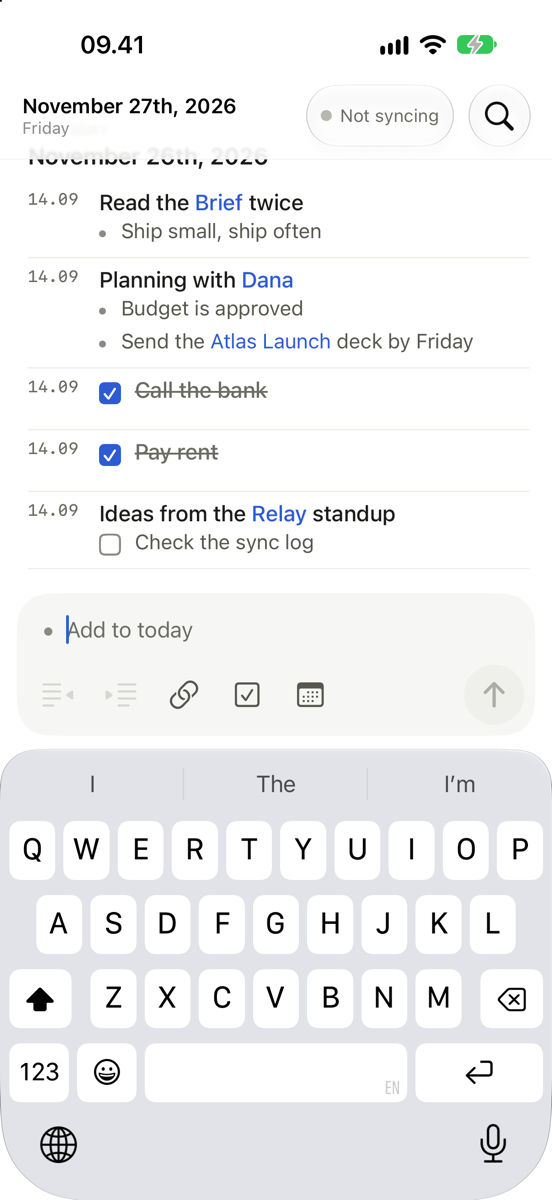 09.41
November 27th, 2026
Friday
Not syncing
November 26th, 2026
14.09 Read the Brief twice
Ship small, ship often
14.09 Planning with Dana
Budget is approved
Send the Atlas Launch deck by Friday
14.09 Call the bank
14.09 Pay rent
14.09 Ideas from the Relay standup
Check the sync log
Add to today
I The I'm
Q W E R T Y U I O P
A S D F G H J K L
Z X C V B N M
123 EN